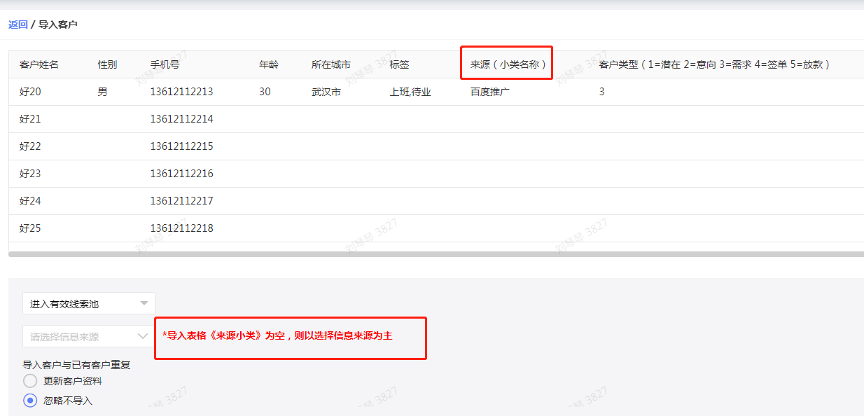 返回 / 导入客户
客户姓名 性别 手机号 年龄 所在城市 标签 来源（小类名称） 客户类型（1=潜在 2=意向 3=需求 4=签单 5=放款）
好20 男 13612112213 30 武汉市 上班,待业 百度推广 3
好21 13612112214
好22 13612112215
好23 13612112216
好24 13612112217
好25 13612112218
进入有效线索池
请选择信息来源 *导入表格《来源小类》为空，则以选择信息来源为主
导入客户与已有客户重复
更新客户资料
忽略不导入